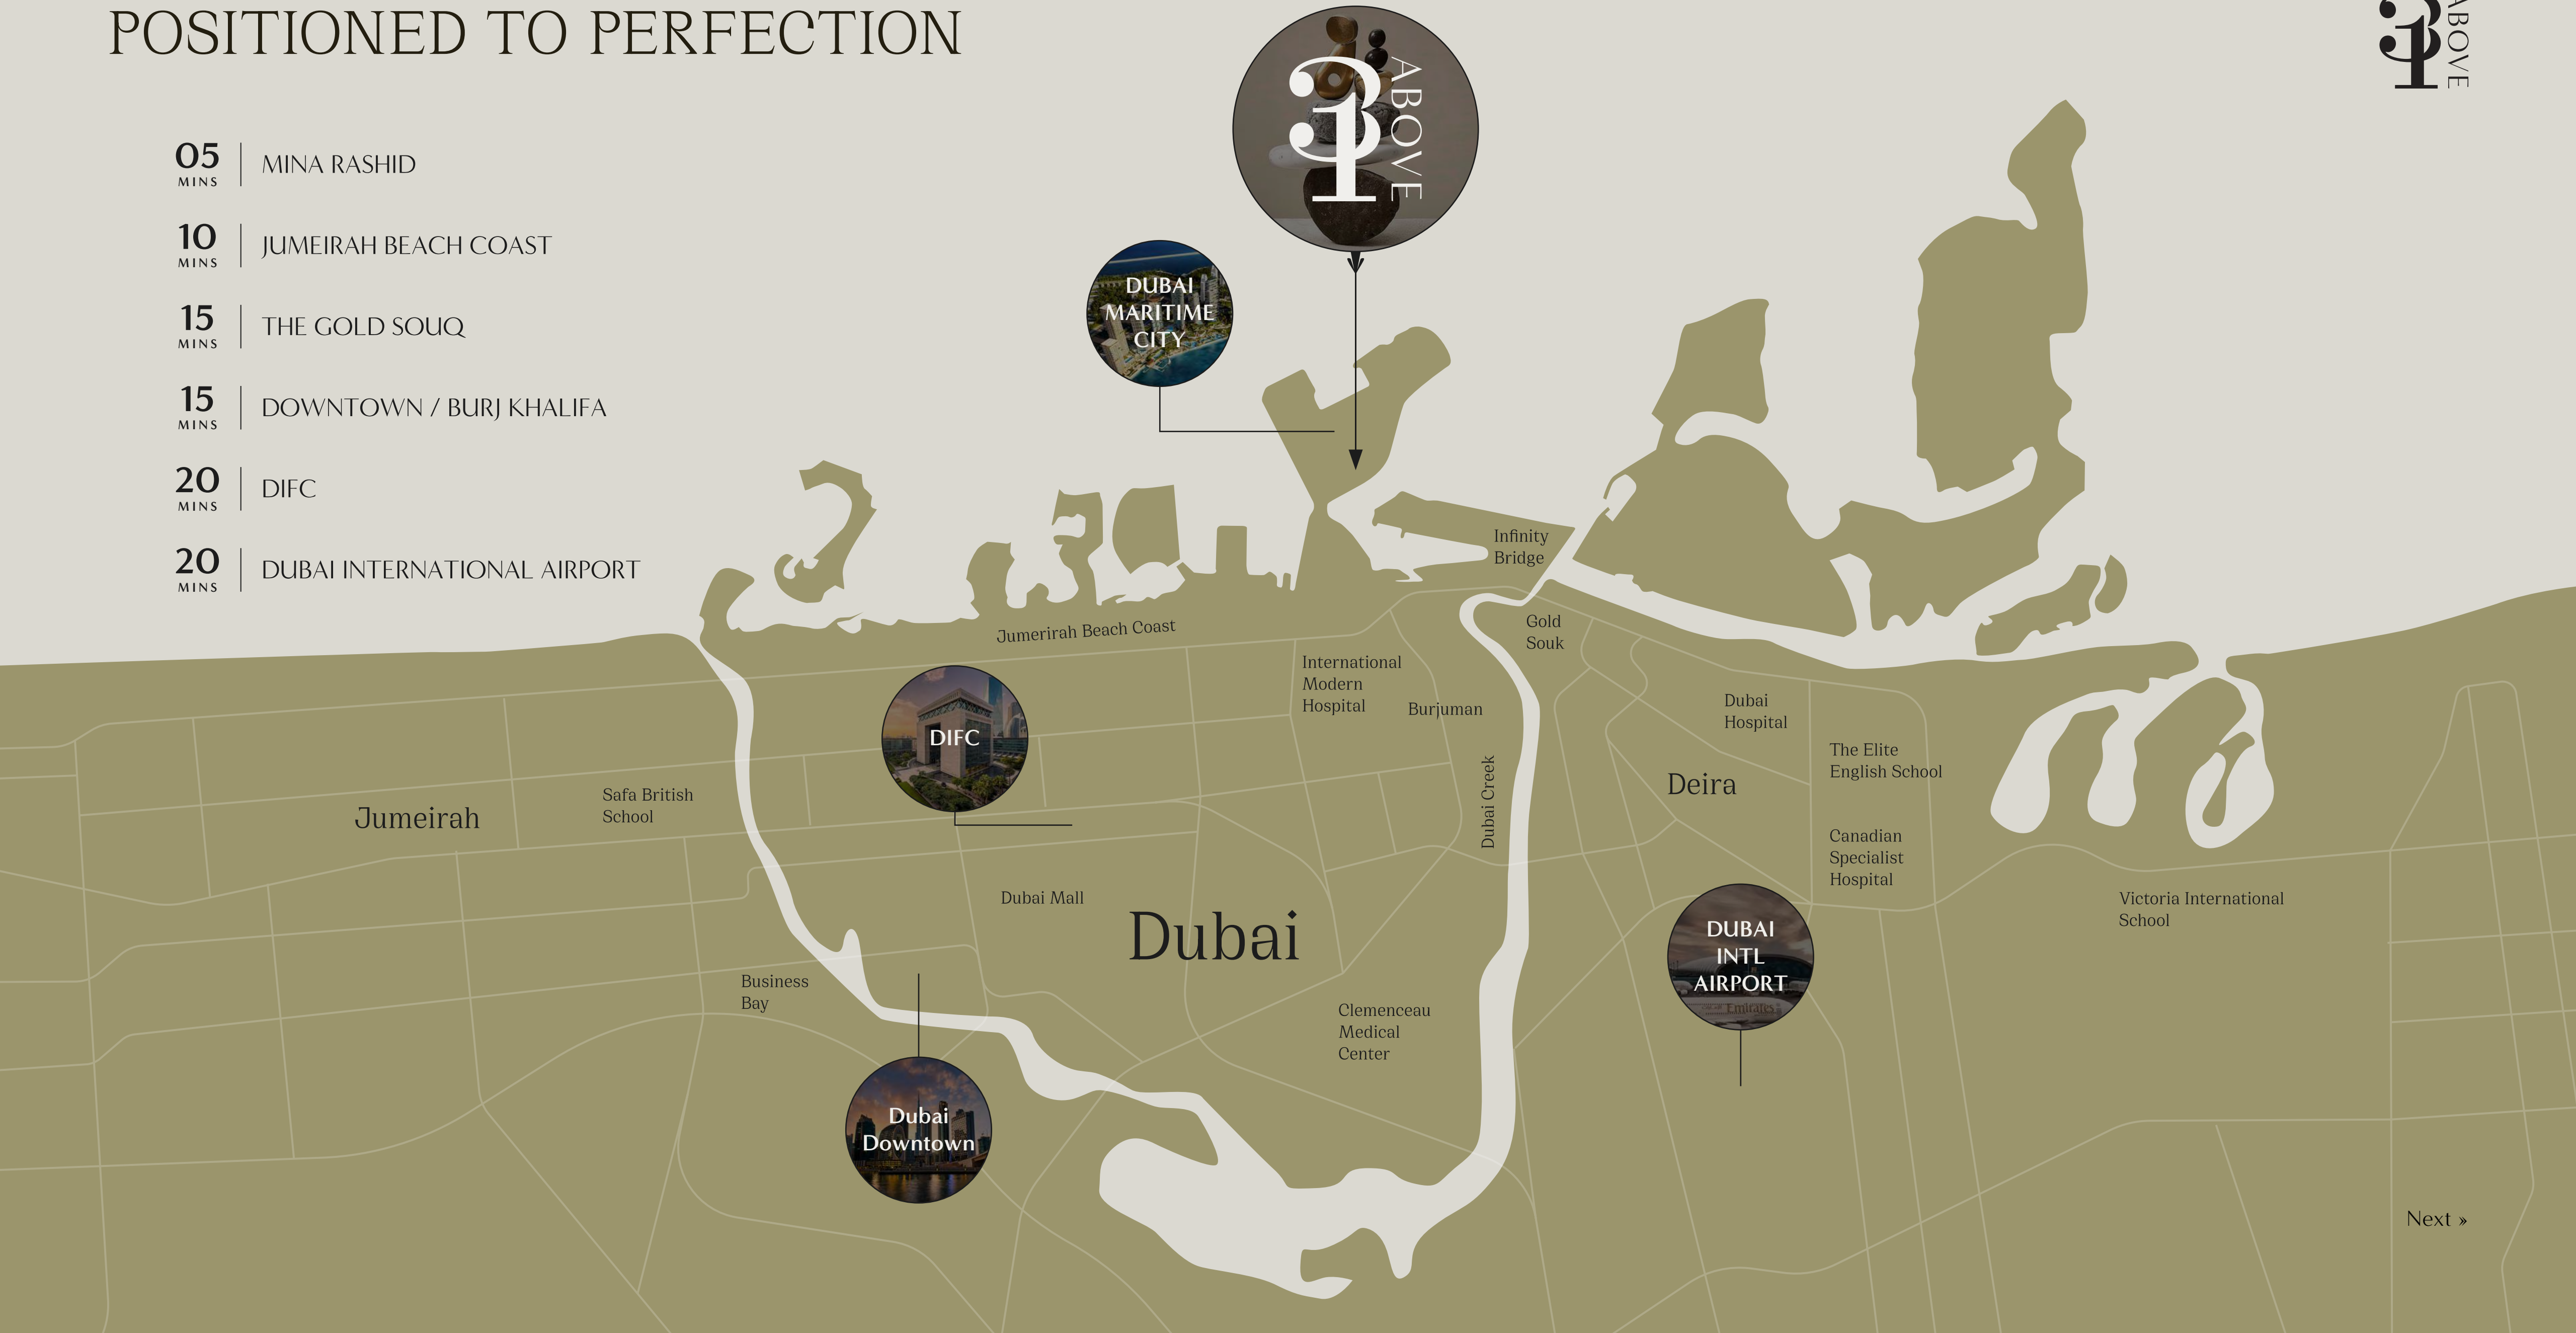 POSITIONED TO PERFECTION
31 ABOVE
31 ABOVE
05
MINS
MINA RASHID
10
MINS
JUMEIRAH BEACH COAST
15
MINS
THE GOLD SOUQ
15
MINS
DOWNTOWN / BURJ KHALIFA
20
MINS
DIFC
20
MINS
DUBAI INTERNATIONAL AIRPORT
DUBAI
MARITIME
CITY
Infinity
Bridge
Jumerirah Beach Coast
Gold
Souk
International
Modern
Hospital
Burjuman
Dubai
Hospital
DIFC
The Elite
English School
Deira
Dubai Creek
Safa British
School
Jumeirah
Canadian
Specialist
Hospital
Dubai Mall
Dubai
Victoria International
School
DUBAI
INTL
AIRPORT
Emirates
Business
Bay
Clemenceau
Medical
Center
Dubai
Downtown
Next »